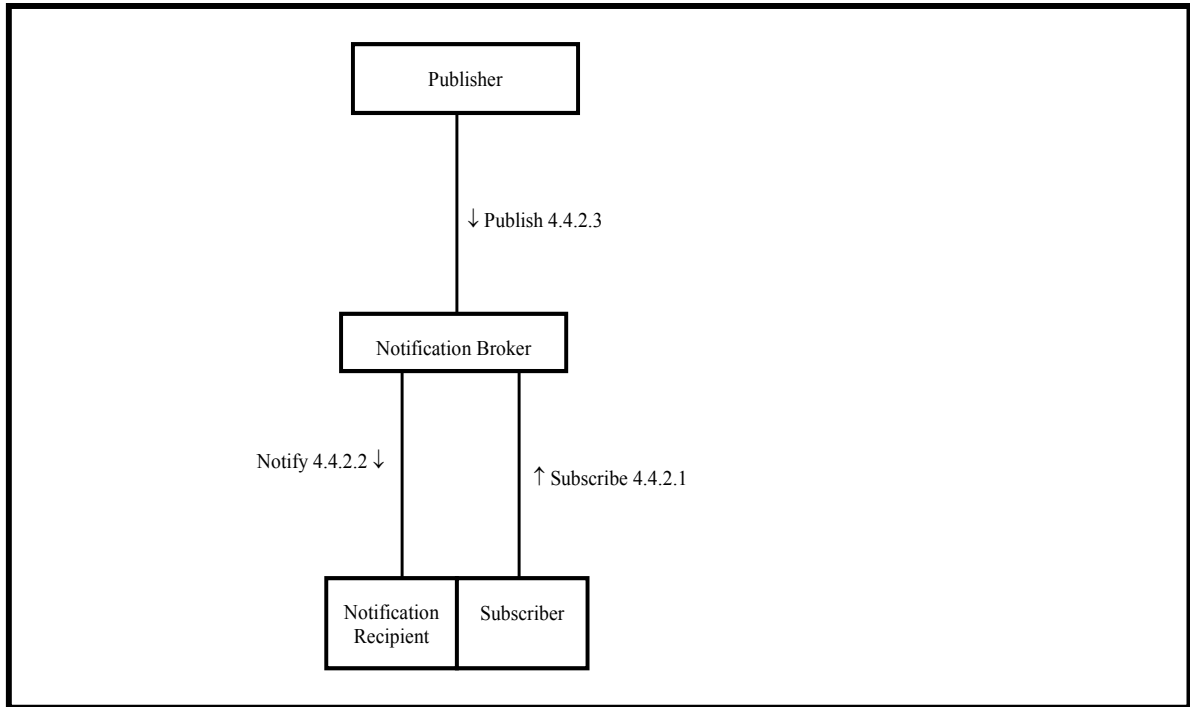 Publisher
↓ Publish 4.4.2.3
Notification Broker
Notify 4.4.2.2 ↓
↑ Subscribe 4.4.2.1
Notification
Recipient
Subscriber